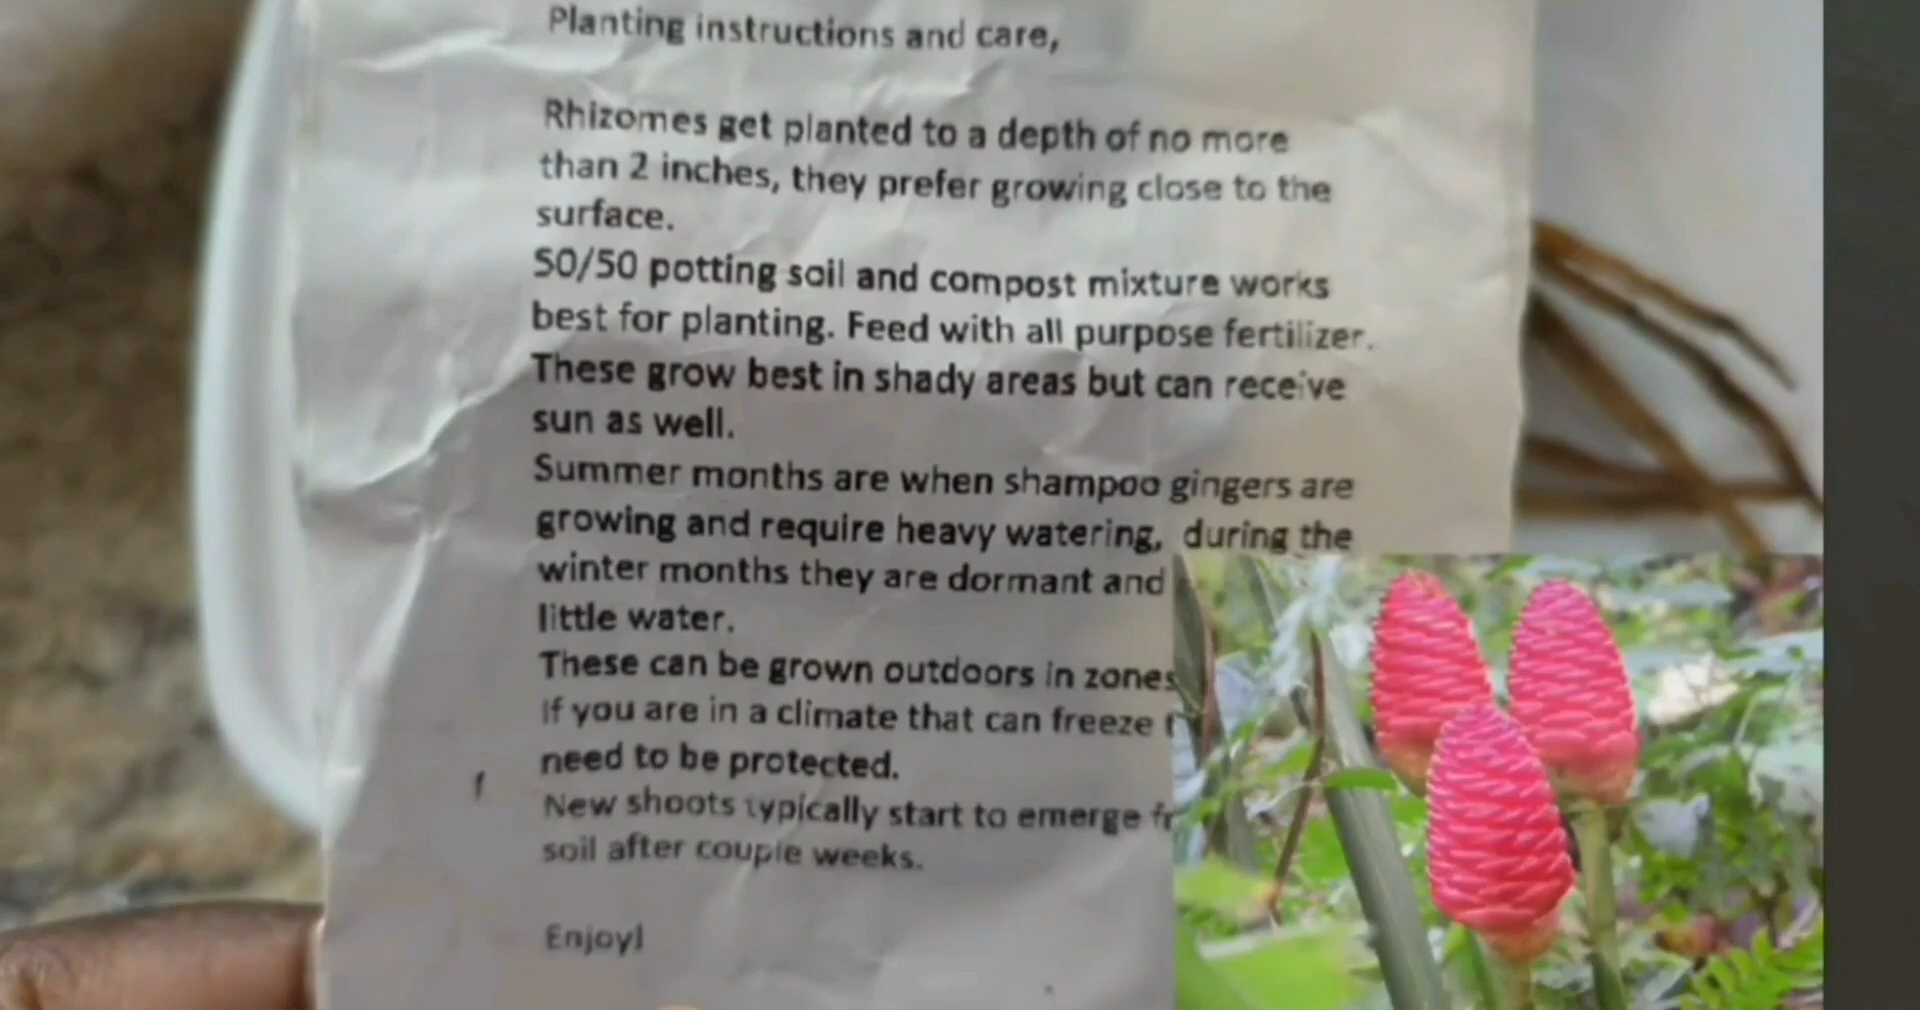 Planting instructions and care,
Rhizomes get planted to a depth of no more
than 2 inches, they prefer growing close to the
surface.
50/50 potting soil and compost mixture works
best for planting. Feed with all purpose fertilizer.
These grow best in shady areas but can receive
sun as well.
Summer months are when shampoo gingers are
growing and require heavy watering, during the
winter months they are dormant and
little water.
These can be grown outdoors in zones
If you are in a climate that can freeze
need to be protected.
New shoots typically start to emerge
soil after couple weeks.
Enjoy!